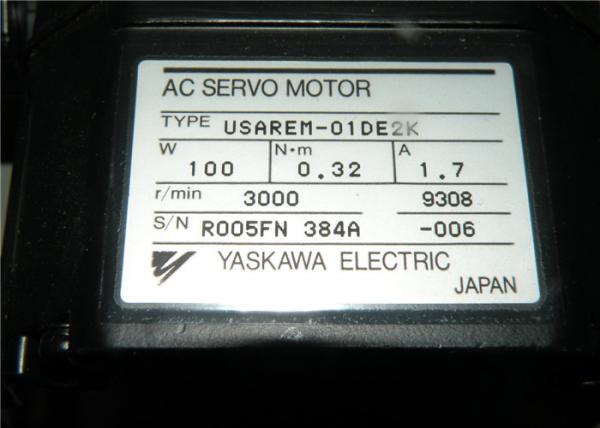 AC SERVO MOTOR
TYPE USAREM-01DE2K
W N·m A
100 0.32 1.7
r/min 3000 9308
S/N R005FN 384A -006
YASKAWA ELECTRIC
JAPAN